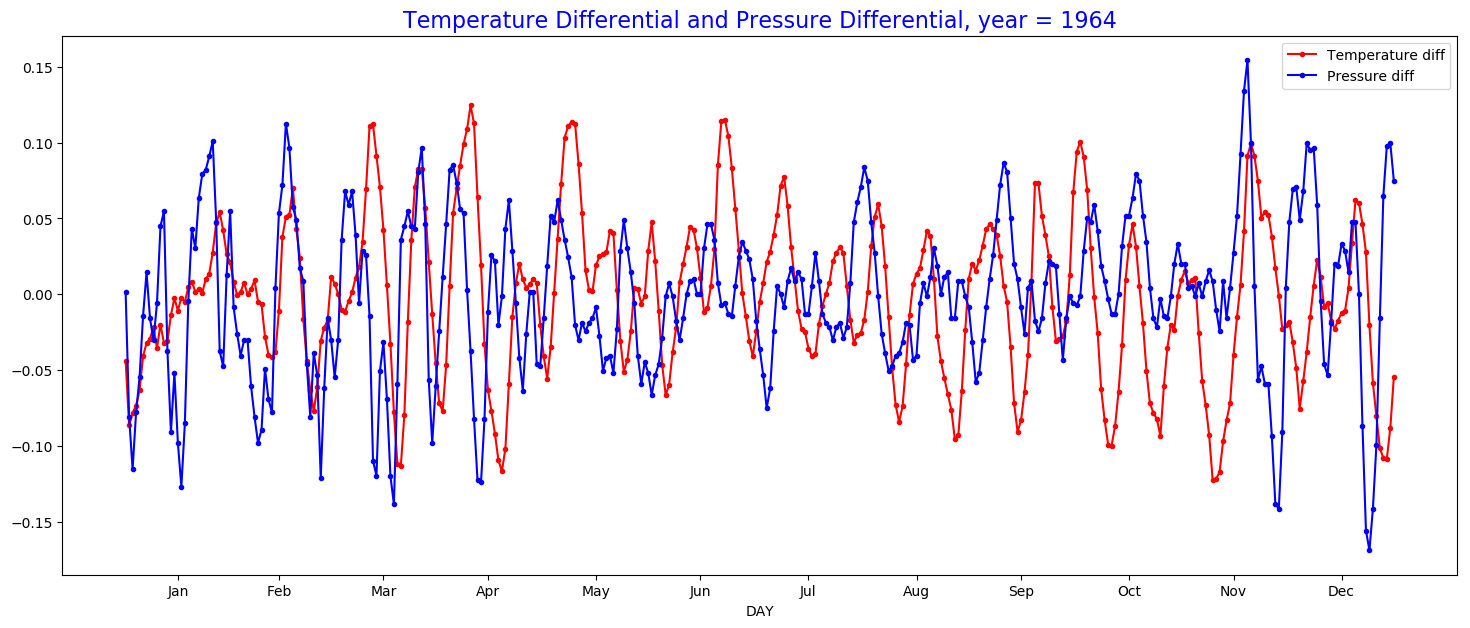 Temperature Differential and Pressure Differential, year = 1964
Temperature diff
Pressure diff
0.15
0.10
0.05
0.00
−0.05
−0.10
−0.15
Jan Feb Mar Apr May Jun Jul Aug Sep Oct Nov Dec
DAY